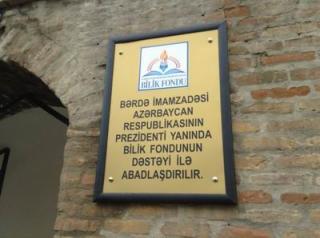 BİLİK FONDU
BƏRDƏ İMAMZADƏSİ
AZƏRBAYCAN
RESPUBLİKASININ
PREZİDENTİ YANINDA
BİLİK FONDUNUN
DƏSTƏYİ İLƏ
ABADLAŞDIRILIR.